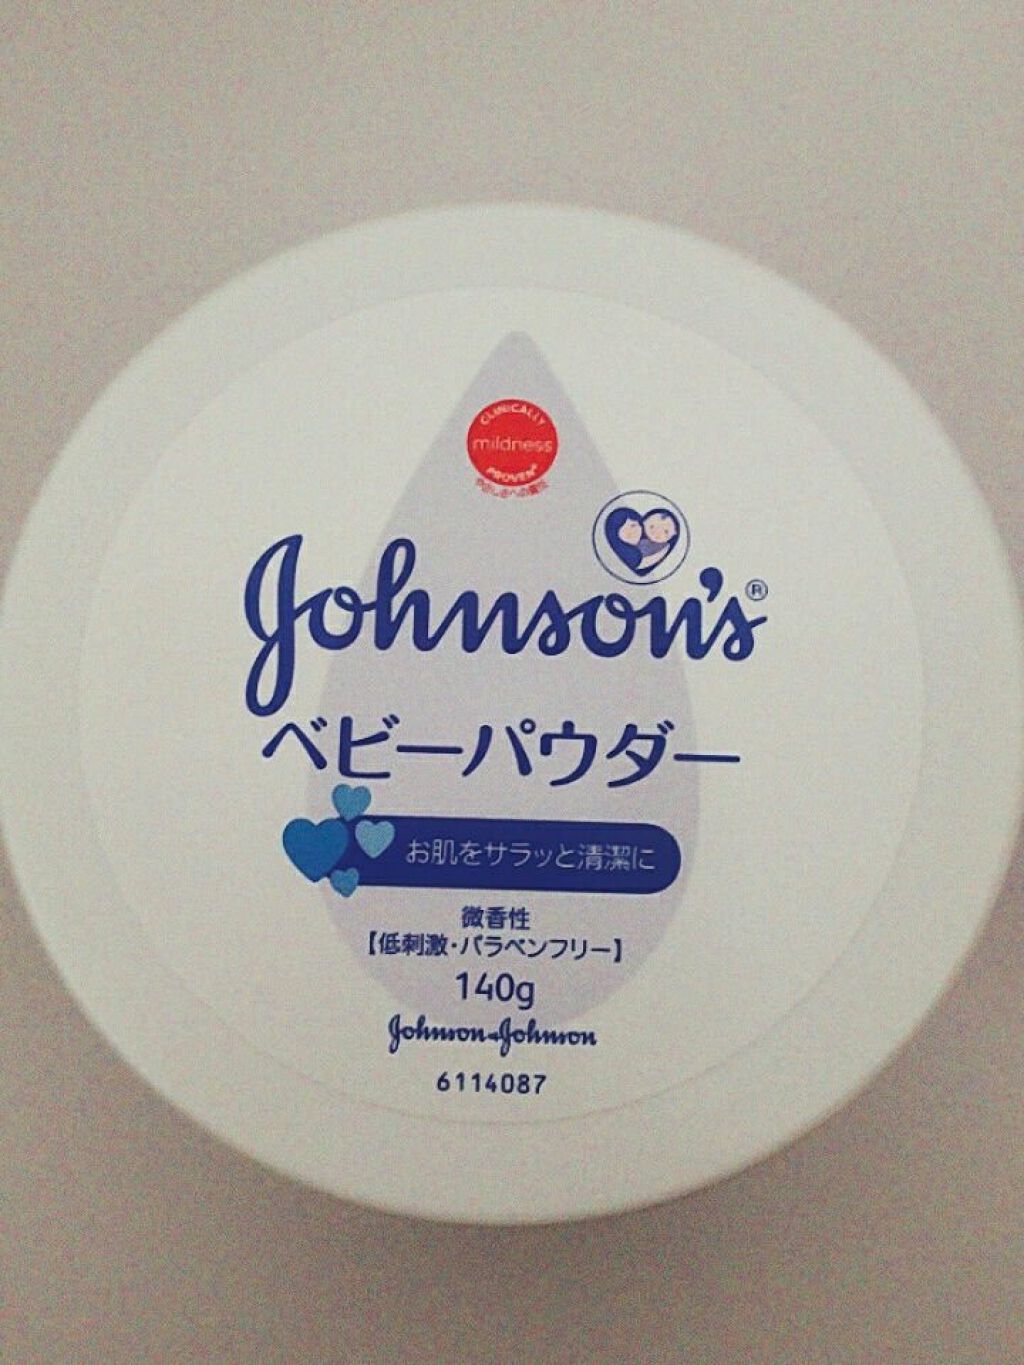 CLINICALLY
mildness
PROVEN®
Johnson's®
ベビーパウダー
お肌をサラッと清潔に
微香性
【低刺激・パラベンフリー】
140g
Johnson&Johnson
6114087